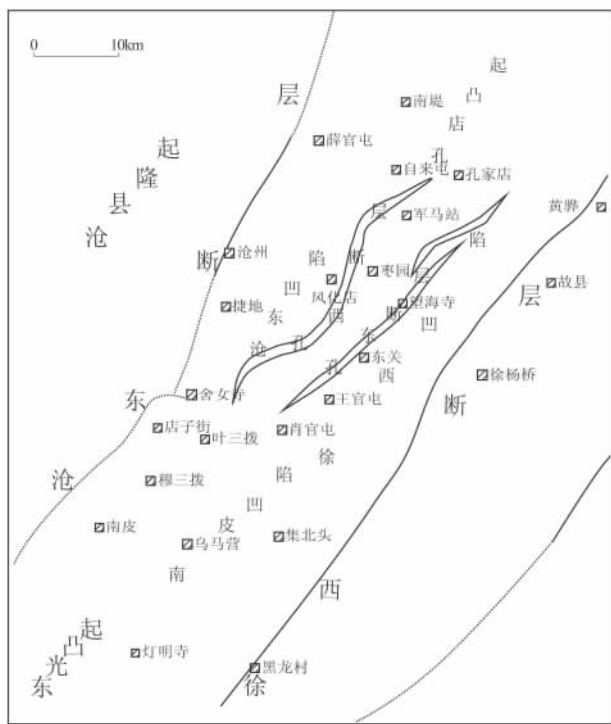 0 10km
沧县隆起
孔店凸起
沧东断层
南堤
薛官屯
自来屯
孔家店
黄骅
军马站
沧州
沧东凹陷
孔西断层
枣园
风化店
故县
捷地
望海寺
孔东断层
徐西凹陷
东关
徐杨桥
舍女寺
王官屯
店子街
叶三拨
肖官屯
穆三拨
南皮凹陷
南皮
乌马营
集北头
徐西断层
东光凸起
灯明寺
黑龙村